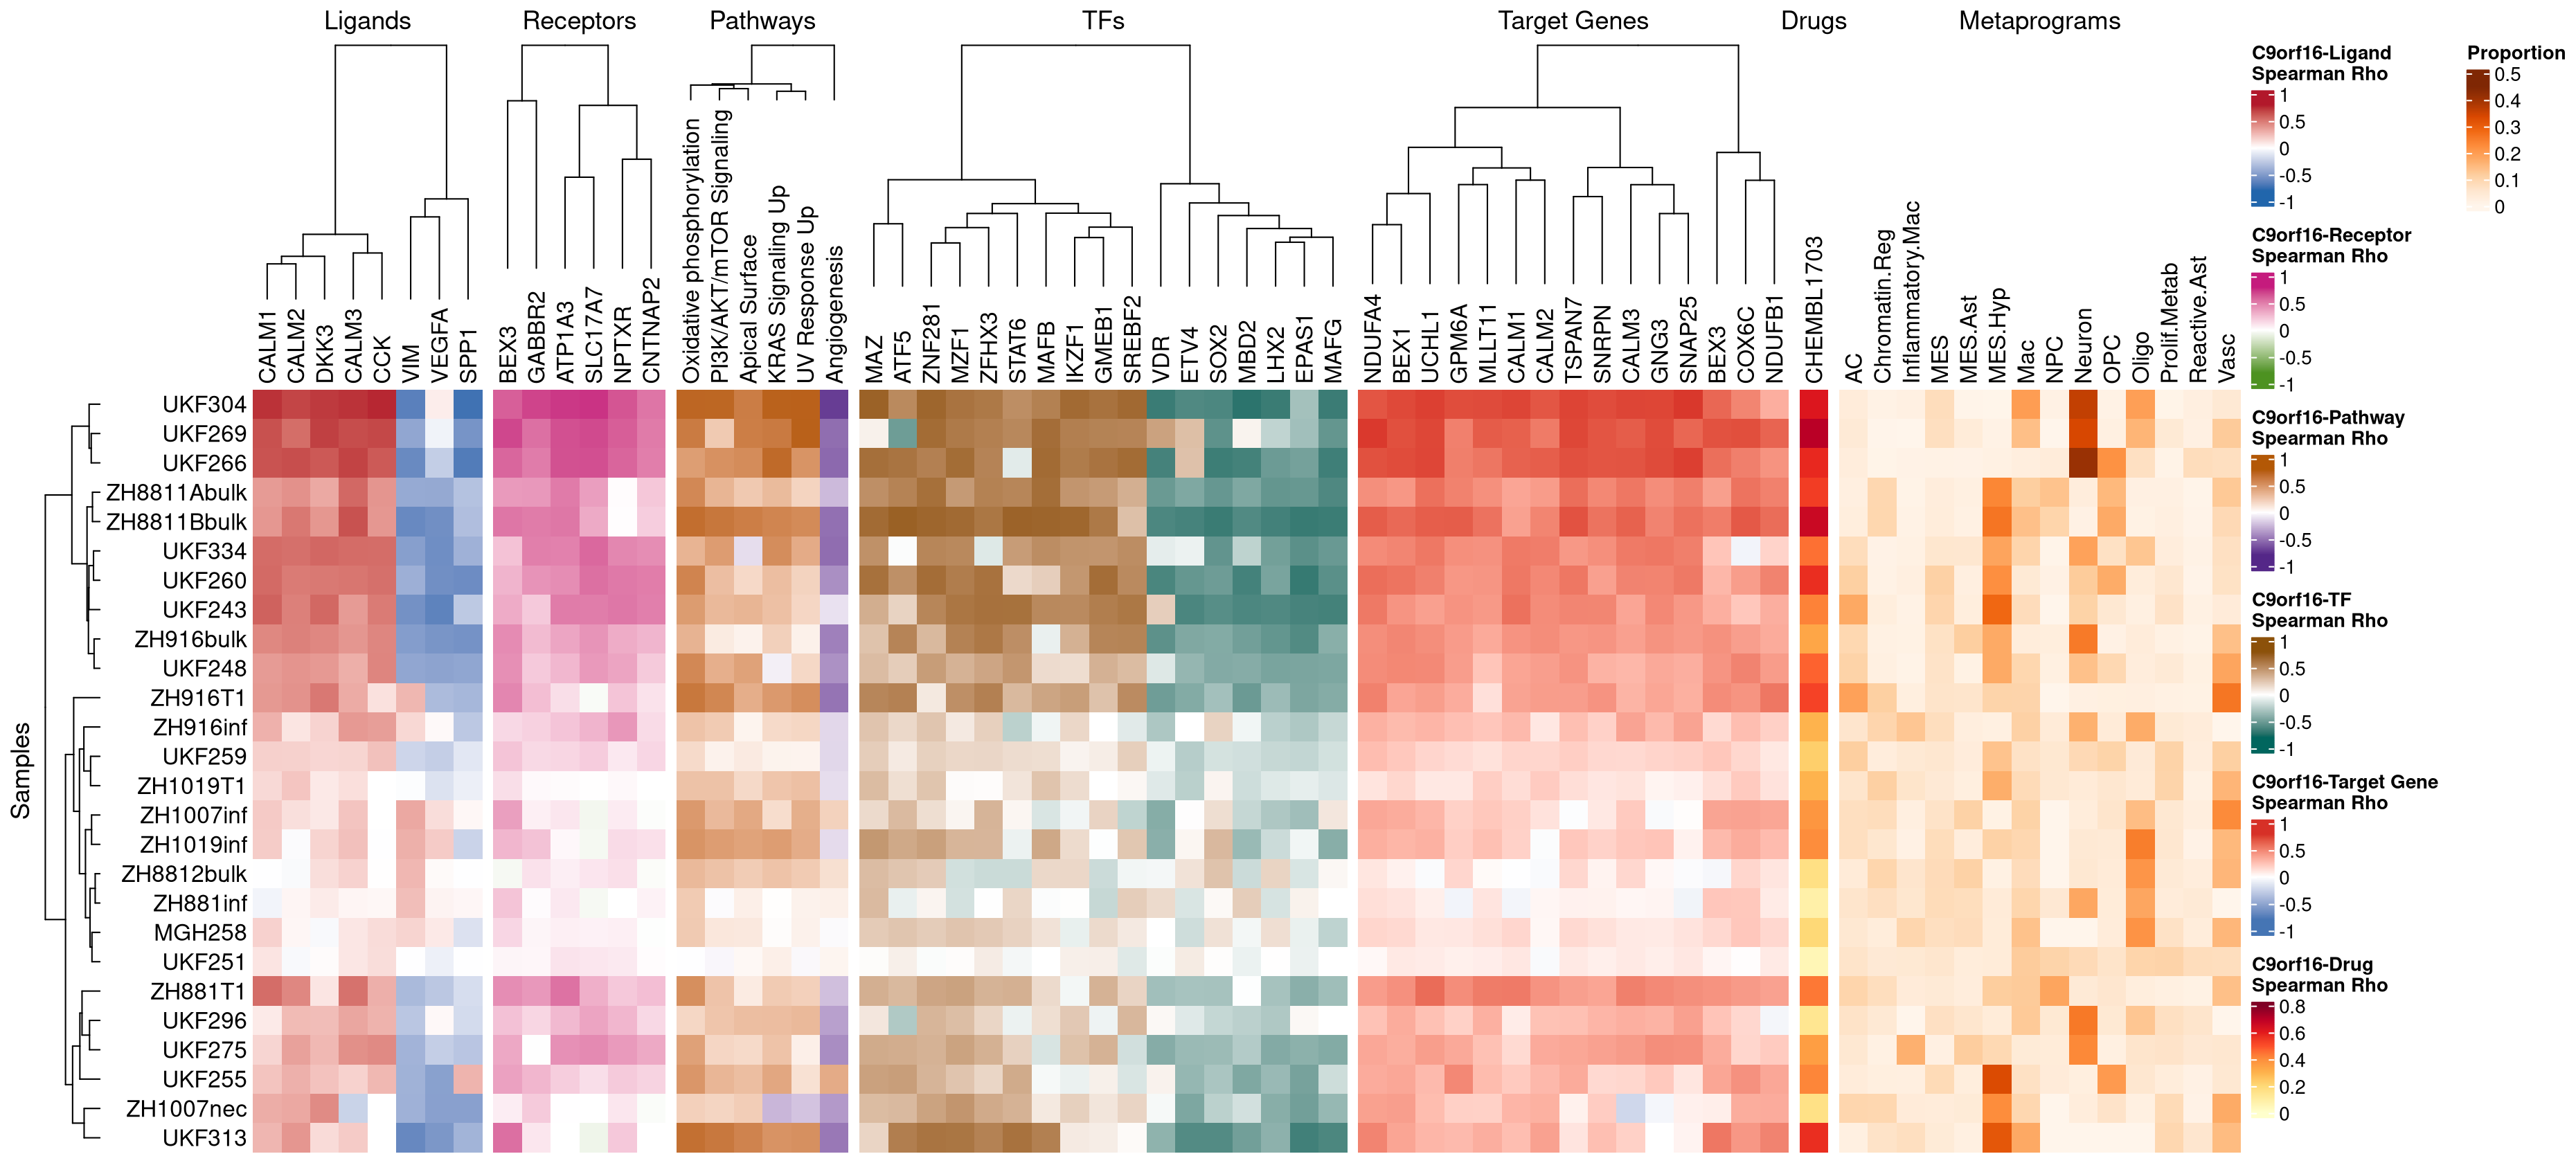 Ligands Receptors Pathways TFs Target Genes Drugs Metaprograms
CALM1 CALM2 DKK3 CALM3 CCK VIM VEGFA SPP1
BEX3 GABBR2 ATP1A3 SLC17A7 NPTXR CNTNAP2
Oxidative phosphorylation
PI3K/AKT/mTOR Signaling
Apical Surface
KRAS Signaling Up
UV Response Up
Angiogenesis
MAZ ATF5 ZNF281 MZF1 ZFHX3 STAT6 MAFB IKZF1 GMEB1 SREBF2 VDR ETV4 SOX2 MBD2 LHX2 EPAS1 MAFG
NDUFA4 BEX1 UCHL1 GPM6A MLLT11 CALM1 CALM2 TSPAN7 SNRPN CALM3 GNG3 SNAP25 BEX3 COX6C NDUFB1
CHEMBL1703
AC Chromatin.Reg Inflammatory.Mac MES MES.Ast MES.Hyp Mac NPC Neuron OPC Oligo Prolif.Metab Reactive.Ast Vasc
Samples
UKF304
UKF269
UKF266
ZH8811Abulk
ZH8811Bbulk
UKF334
UKF260
UKF243
ZH916bulk
UKF248
ZH916T1
ZH916inf
UKF259
ZH1019T1
ZH1007inf
ZH1019inf
ZH8812bulk
ZH881inf
MGH258
UKF251
ZH881T1
UKF296
UKF275
UKF255
ZH1007nec
UKF313
C9orf16-Ligand
Spearman Rho
1
0.5
0
-0.5
-1
C9orf16-Receptor
Spearman Rho
1
0.5
0
-0.5
-1
C9orf16-Pathway
Spearman Rho
1
0.5
0
-0.5
-1
C9orf16-TF
Spearman Rho
1
0.5
0
-0.5
-1
C9orf16-Target Gene
Spearman Rho
1
0.5
0
-0.5
-1
C9orf16-Drug
Spearman Rho
0.8
0.6
0.4
0.2
0
Proportion
0.5
0.4
0.3
0.2
0.1
0